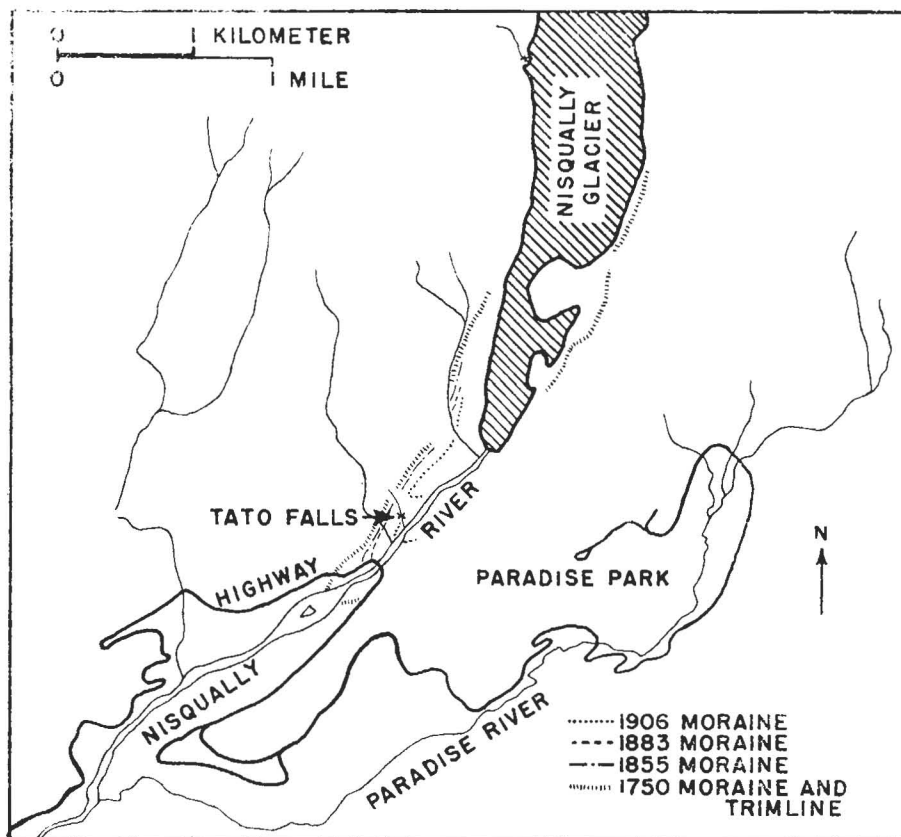 0 1 KILOMETER
0 1 MILE
NISQUALLY
GLACIER
TATO FALLS
RIVER
HIGHWAY
PARADISE PARK
N
NISQUALLY
PARADISE RIVER
1906 MORAINE
1883 MORAINE
1855 MORAINE
1750 MORAINE AND
TRIMLINE